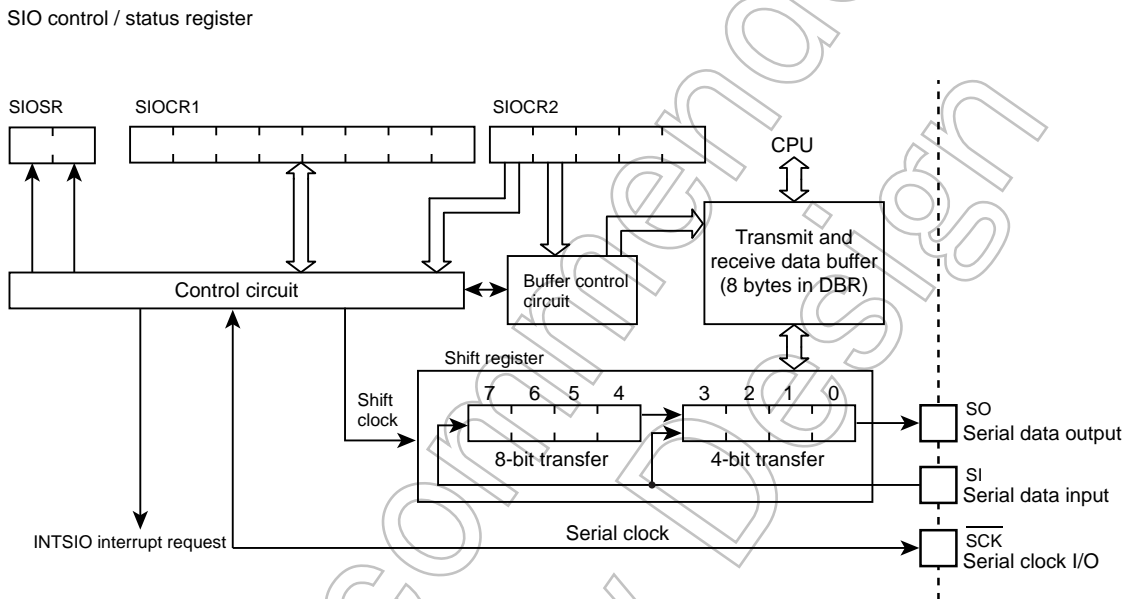 SIO control / status register
SIOSR
SIOCR1
SIOCR2
CPU
Transmit and
receive data buffer
(8 bytes in DBR)
Control circuit
Buffer control
circuit
Shift register
Shift
clock
7 6 5 4 3 2 1 0
8-bit transfer
4-bit transfer
SO
Serial data output
SI
Serial data input
INTSIO interrupt request
Serial clock
SCK
Serial clock I/O
commenda
Design